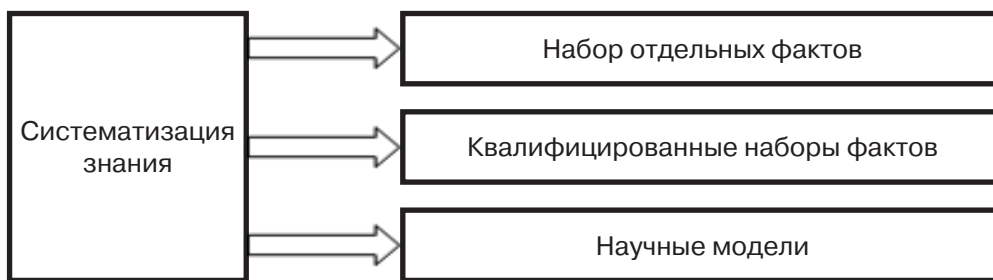 Систематизация
знания
Набор отдельных фактов
Квалифицированные наборы фактов
Научные модели